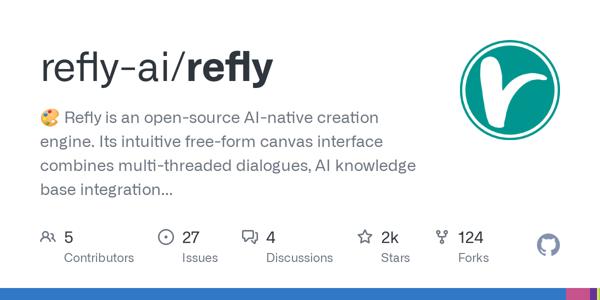 refly-ai/refly
🎨 Refly is an open-source AI-native creation
engine. Its intuitive free-form canvas interface
combines multi-threaded dialogues, AI knowledge
base integration...
5
Contributors
27
Issues
4
Discussions
2k
Stars
124
Forks